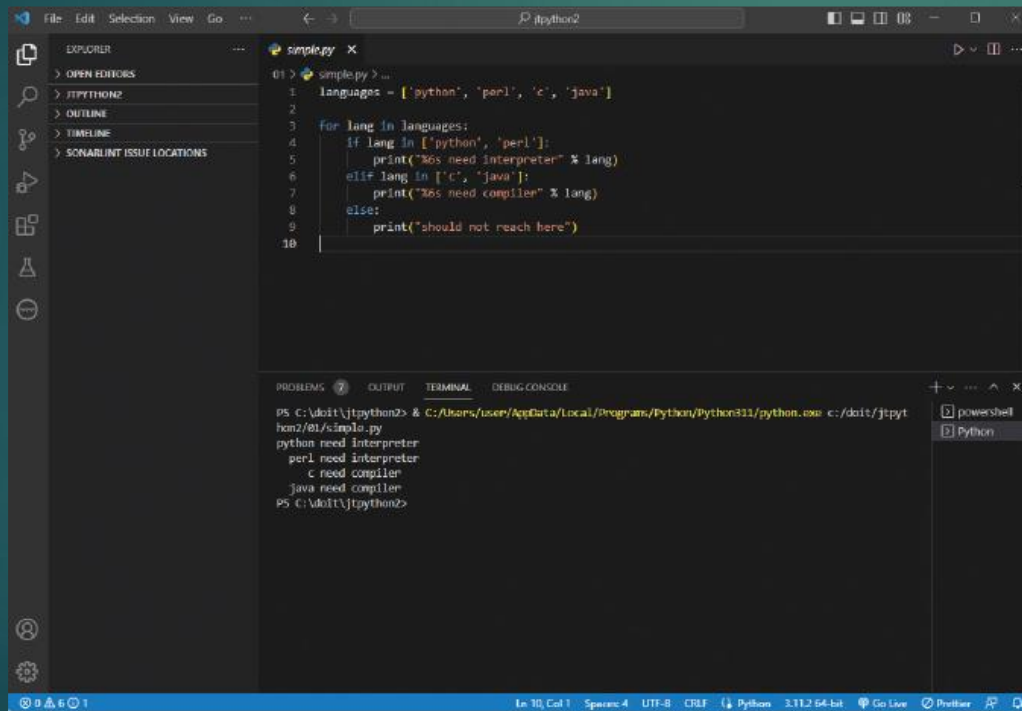 File Edit Selection View Go ···
jtpython2
EXPLORER ···
> OPEN EDITORS
> JTPYTHON2
> OUTLINE
> TIMELINE
> SONARLINT ISSUE LOCATIONS
simple.py ×
01 > simple.py > ...
1 languages = ['python', 'perl', 'c', 'java']
2
3 for lang in languages:
4     if lang in ['python', 'perl']:
5         print("%6s need interpreter" % lang)
6     elif lang in ['c', 'java']:
7         print("%6s need compiler" % lang)
8     else:
9         print("should not reach here")
10
PROBLEMS 7 OUTPUT TERMINAL DEBUG CONSOLE
PS C:\doit\jtpython2> & C:/Users/user/AppData/Local/Programs/Python/Python311/python.exe c:/doit/jtpyt
hon2/01/simple.py
python need interpreter
  perl need interpreter
     c need compiler
  java need compiler
PS C:\doit\jtpython2>
powershell
Python
0 6 1 Ln 10, Col 1 Spaces: 4 UTF-8 CRLF Python 3.11.2 64-bit Go Live Prettier